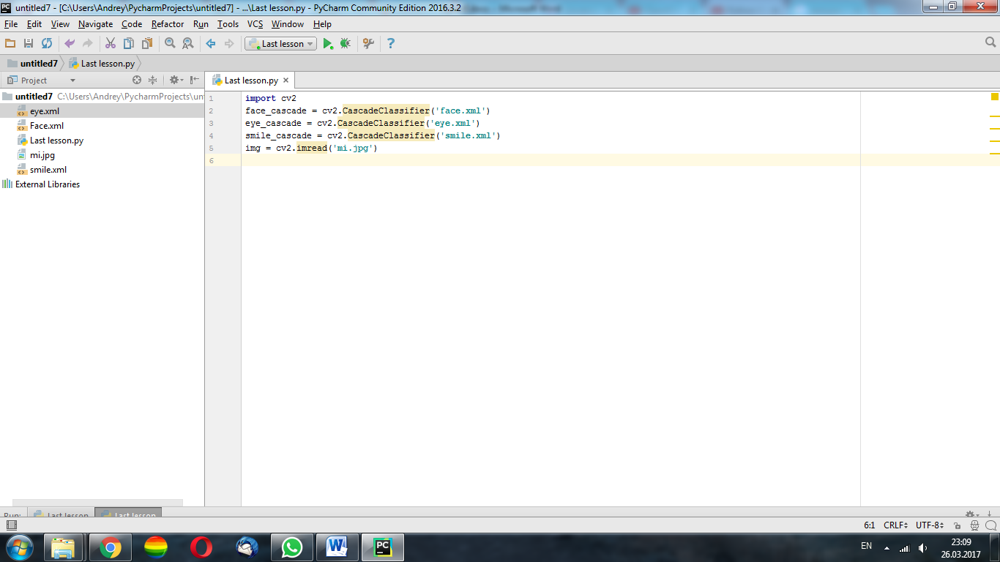 untitled7 - [C:\Users\Andrey\PycharmProjects\untitled7] - ...\Last lesson.py - PyCharm Community Edition 2016.3.2
File Edit View Navigate Code Refactor Run Tools VCS Window Help
Last lesson
untitled7 Last lesson.py
Project
Last lesson.py
untitled7 C:\Users\Andrey\PycharmProjects\un
eye.xml
Face.xml
Last lesson.py
mi.jpg
smile.xml
External Libraries
1 import cv2
2 face_cascade = cv2.CascadeClassifier('face.xml')
3 eye_cascade = cv2.CascadeClassifier('eye.xml')
4 smile_cascade = cv2.CascadeClassifier('smile.xml')
5 img = cv2.imread('mi.jpg')
6
Run: Last lesson Last lesson
6:1 CRLF UTF-8
EN
23:09
26.03.2017